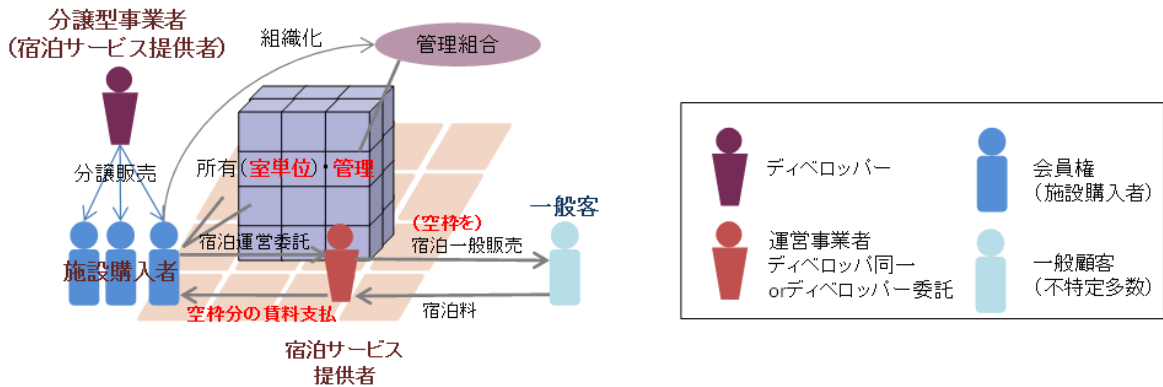 分譲型事業者
(宿泊サービス提供者)
組織化
管理組合
分譲販売
所有(室単位)・管理
施設購入者
宿泊運営委託
(空枠を)
宿泊一般販売
一般客
空枠分の賃料支払
宿泊料
宿泊サービス
提供者
ディベロッパー
会員権
(施設購入者)
運営事業者
ディベロッパ同一
orディベロッパー委託
一般顧客
(不特定多数)